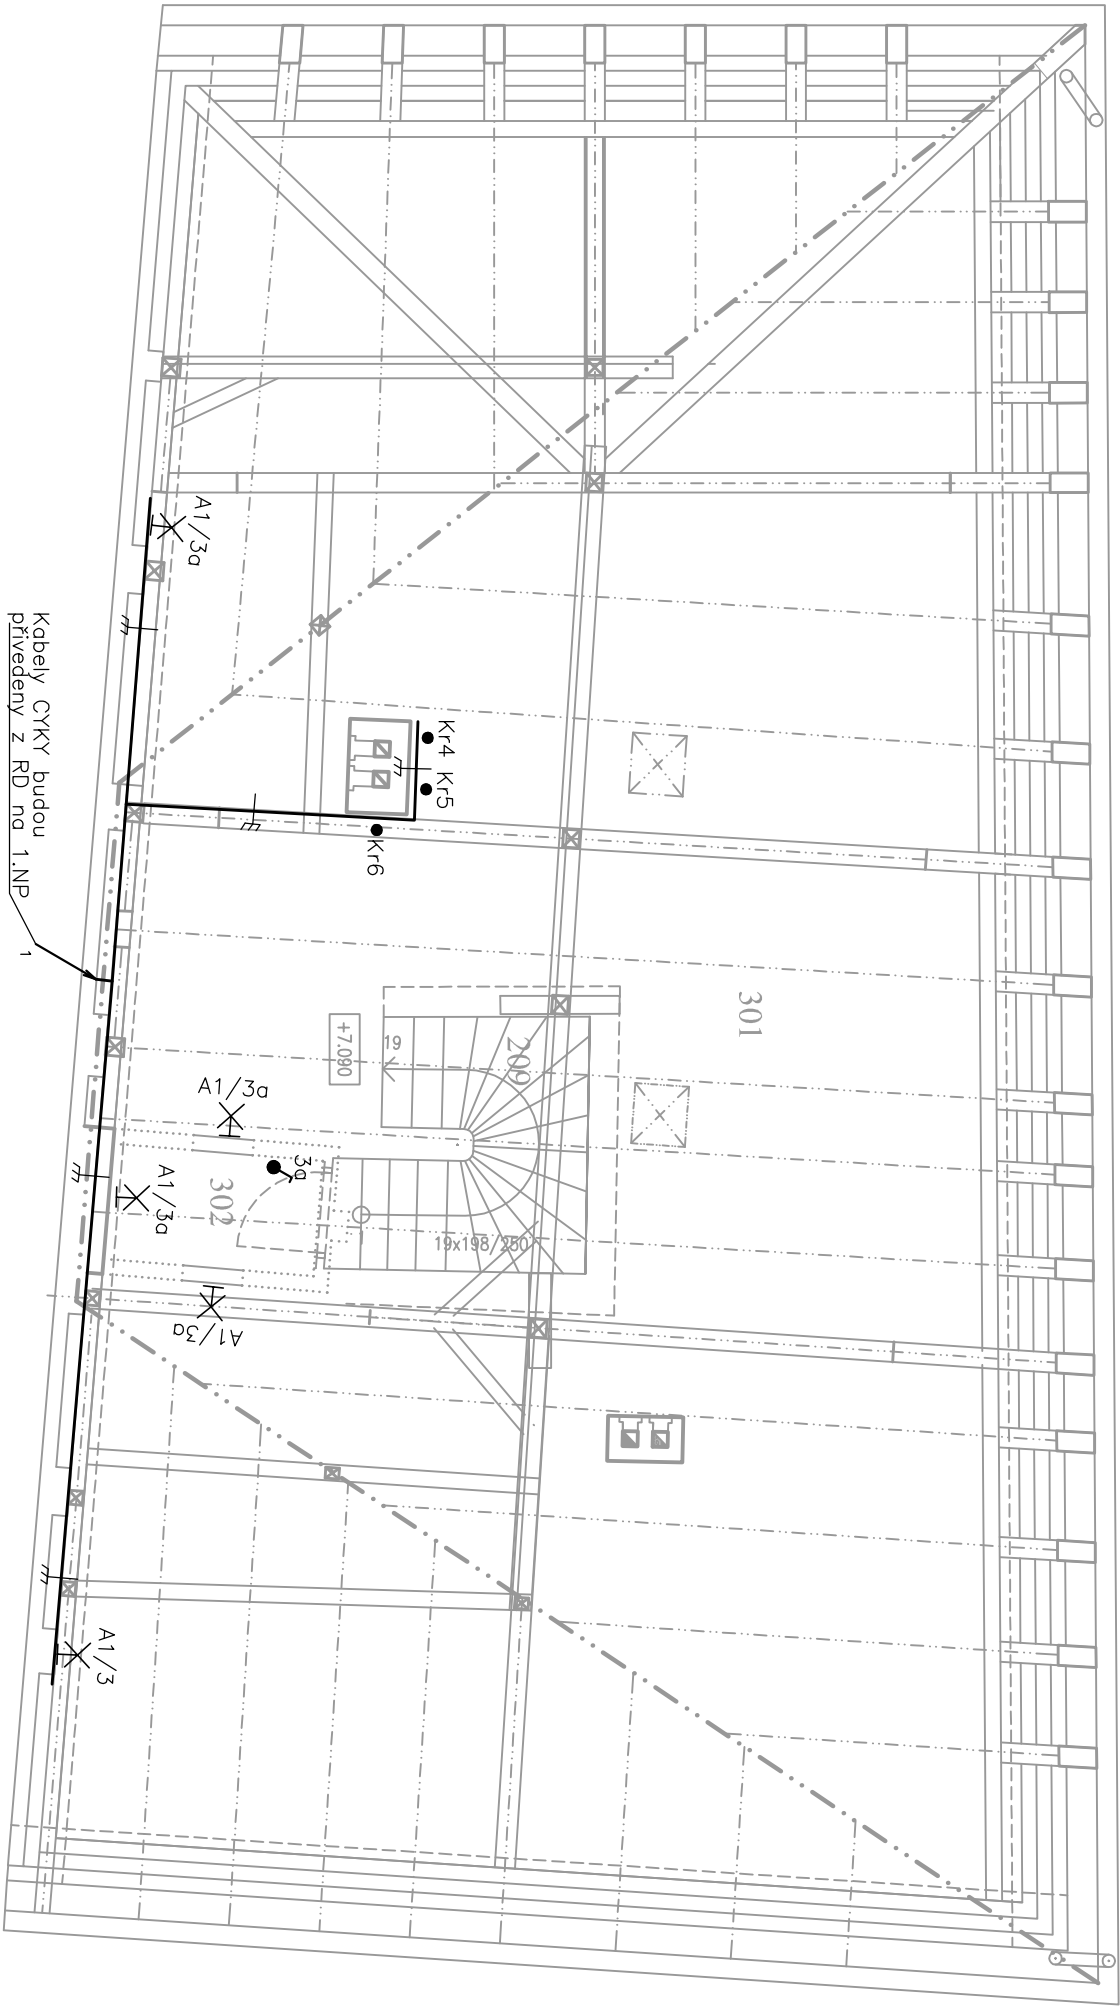 A1/3a
Kr4
Kr5
Kr6
Kabely CYKY budou
přivedeny z RD na 1.NP
1
301
209
19
+7.090
A1/3a
3a
A1/3a
302
19x198/250
A1/3a
A1/3